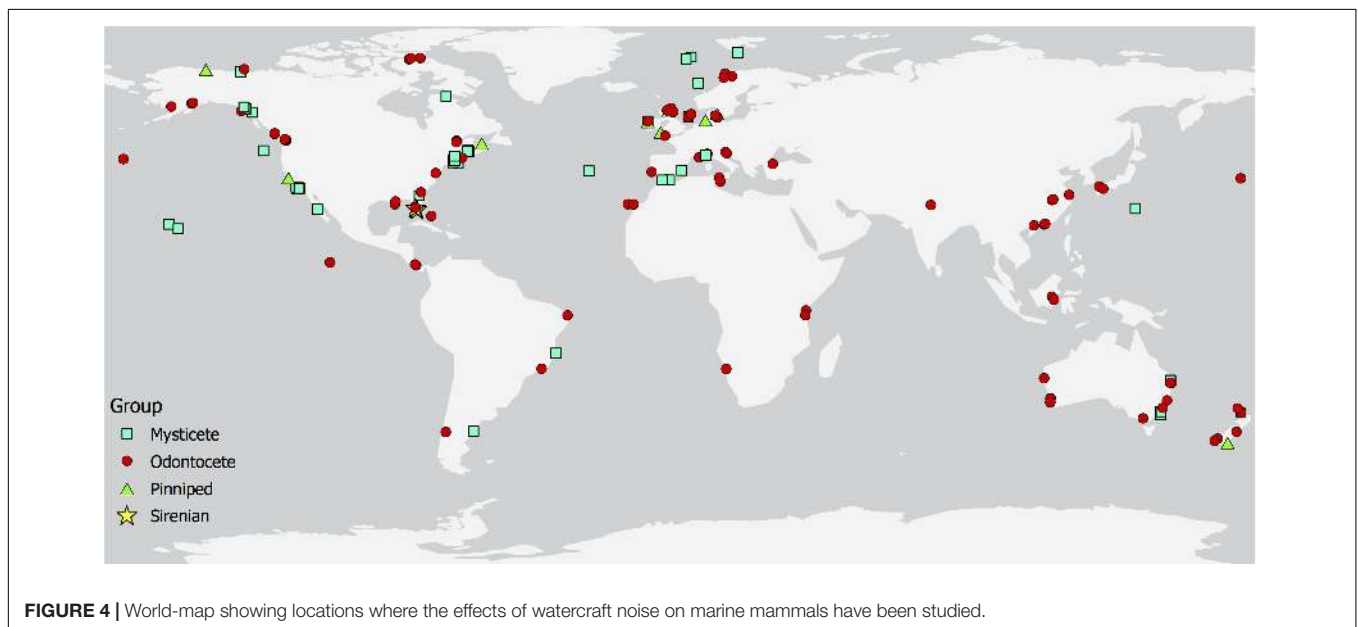 Group
Mysticete
Odontocete
Pinniped
Sirenian
FIGURE 4 | World-map showing locations where the effects of watercraft noise on marine mammals have been studied.